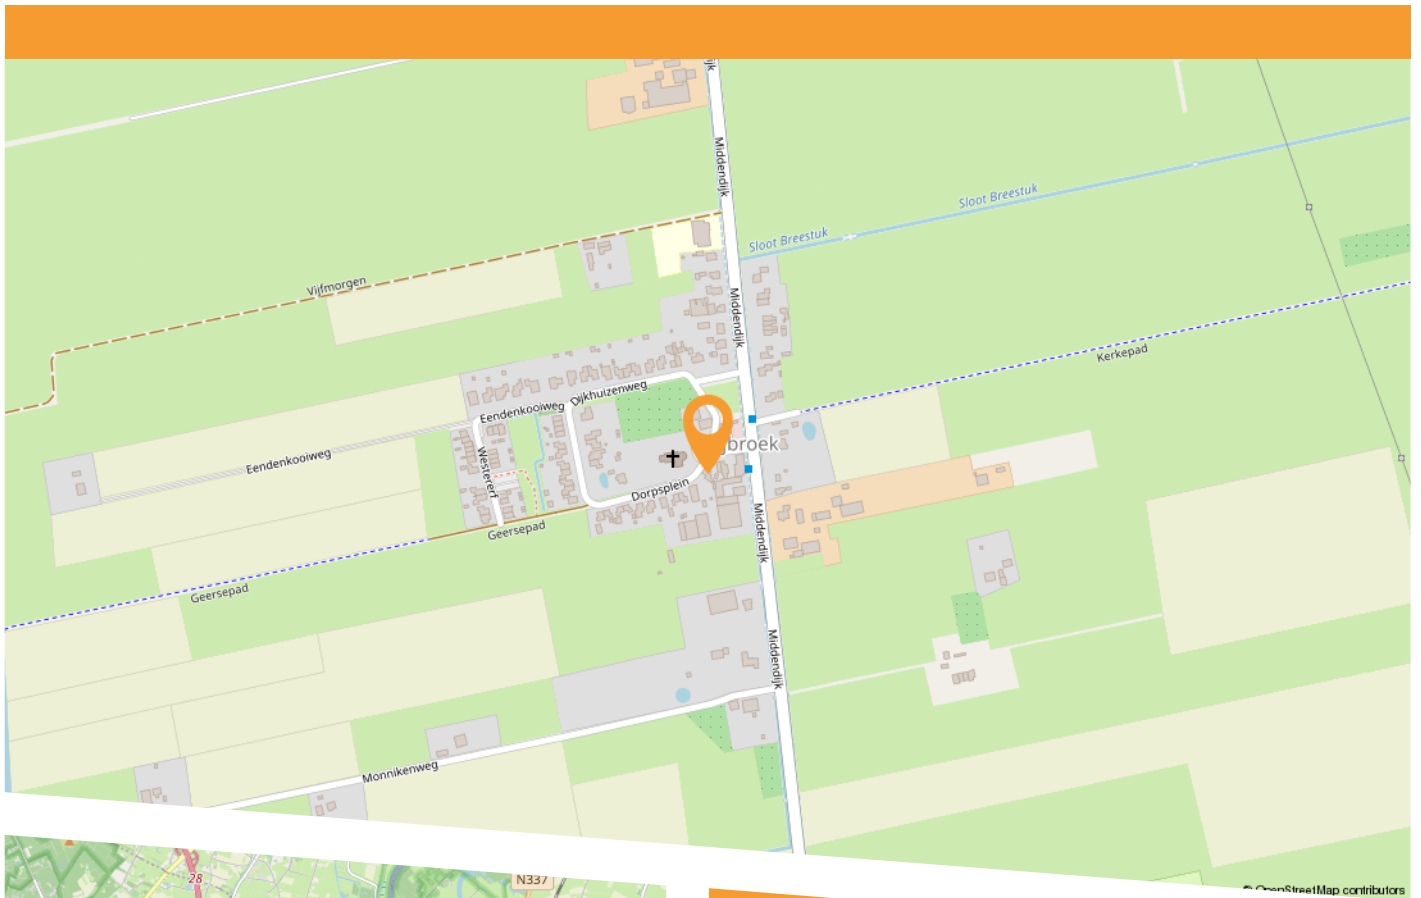 Middendijk
Sloot Breestuk
Sloot Breestuk
Vijfmorgen
Middendijk
Kerkepad
Dijkhuizenweg
Eendenkooiweg
broek
Eendenkooiweg
Westererf
Dorpsplein
Geersepad
Middendijk
Geersepad
Middendijk
Monnikenweg
28
N337
© OpenStreetMap contributors